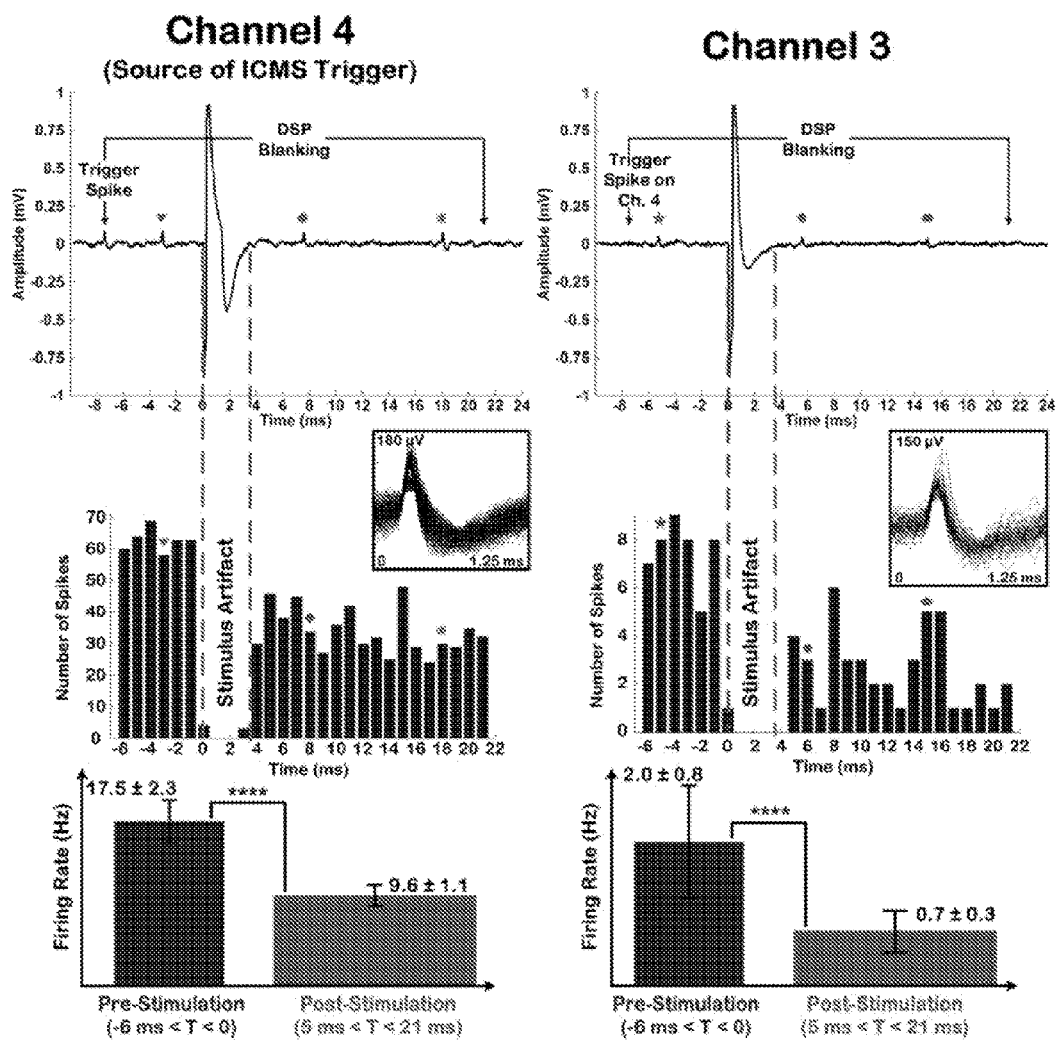 Channel 4
(Source of ICMS Trigger)
1
0.75
0.5
0.25
0
-0.25
-0.5
-0.75
-1
Amplitude (mV)
DSP
Blanking
Trigger
Spike
-8 -6 -4 -2 0 2 4 6 8 10 12 14 16 18 20 22 24
Time (ms)
180 µV
0 1.25 ms
70
60
50
40
30
20
10
0
Number of Spikes
Stimulus Artifact
-6 -4 -2 0 2 4 6 8 10 12 14 16 18 20 22
Time (ms)
Firing Rate (Hz)
17.5 ± 2.3
****
9.6 ± 1.1
Pre-Stimulation
(-6 ms < T < 0)
Post-Stimulation
(5 ms < T < 21 ms)
Channel 3
1
0.75
0.5
0.25
0
-0.25
-0.5
-0.75
-1
Amplitude (mV)
DSP
Blanking
Trigger
Spike on
Ch. 4
-8 -6 -4 -2 0 2 4 6 8 10 12 14 16 18 20 22 24
Time (ms)
150 µV
0 1.25 ms
8
6
4
2
0
Number of Spikes
Stimulus Artifact
-6 -4 -2 0 2 4 6 8 10 12 14 16 18 20 22
Time (ms)
Firing Rate (Hz)
2.0 ± 0.8
****
0.7 ± 0.3
Pre-Stimulation
(-6 ms < T < 0)
Post-Stimulation
(5 ms < T < 21 ms)